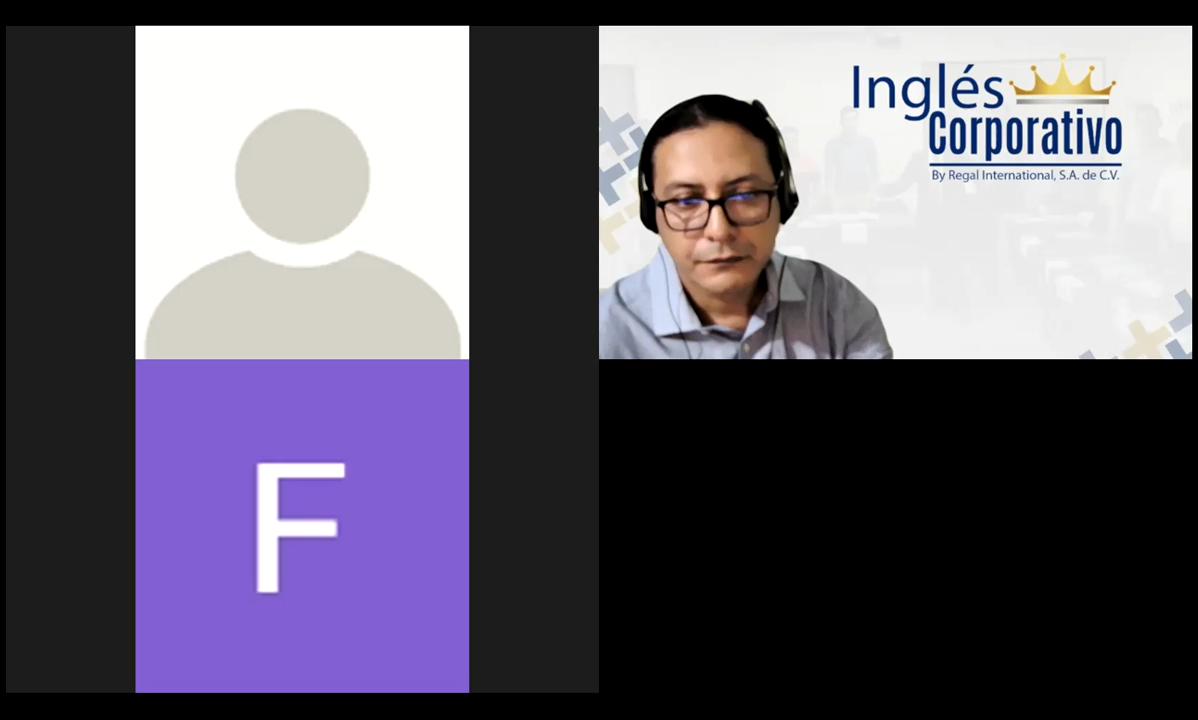 Inglés
Corporativo
By Regal International, S.A. de C.V.
F